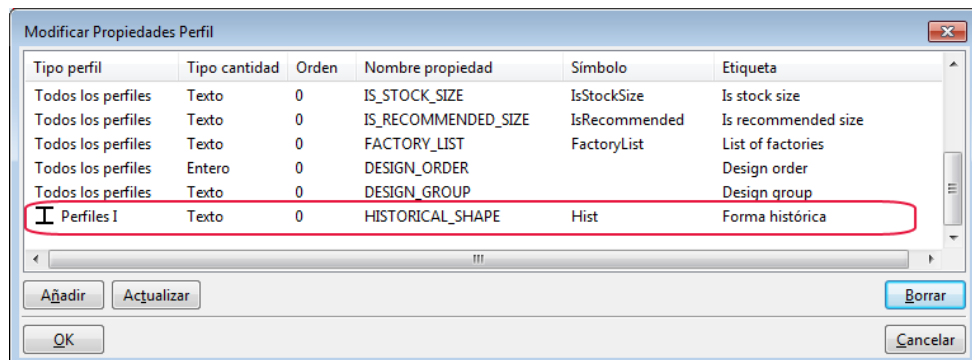 Modificar Propiedades Perfil
Tipo perfil Tipo cantidad Orden Nombre propiedad Símbolo Etiqueta
Todos los perfiles Texto 0 IS_STOCK_SIZE IsStockSize Is stock size
Todos los perfiles Texto 0 IS_RECOMMENDED_SIZE IsRecommended Is recommended size
Todos los perfiles Texto 0 FACTORY_LIST FactoryList List of factories
Todos los perfiles Entero 0 DESIGN_ORDER Design order
Todos los perfiles Texto 0 DESIGN_GROUP Design group
Perfiles I Texto 0 HISTORICAL_SHAPE Hist Forma histórica
Añadir Actualizar Borrar
OK Cancelar